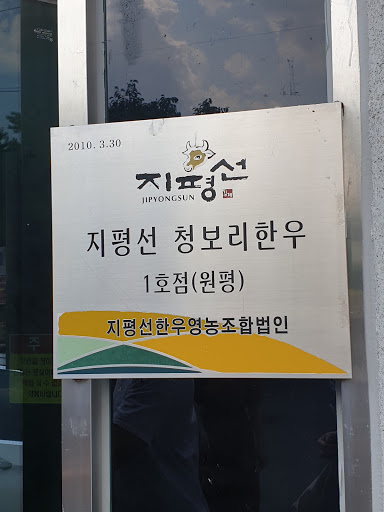 2010. 3.30
지평선
JIPYONGSUN
지평선 청보리한우
1호점(원평)
지평선한우영농조합법인